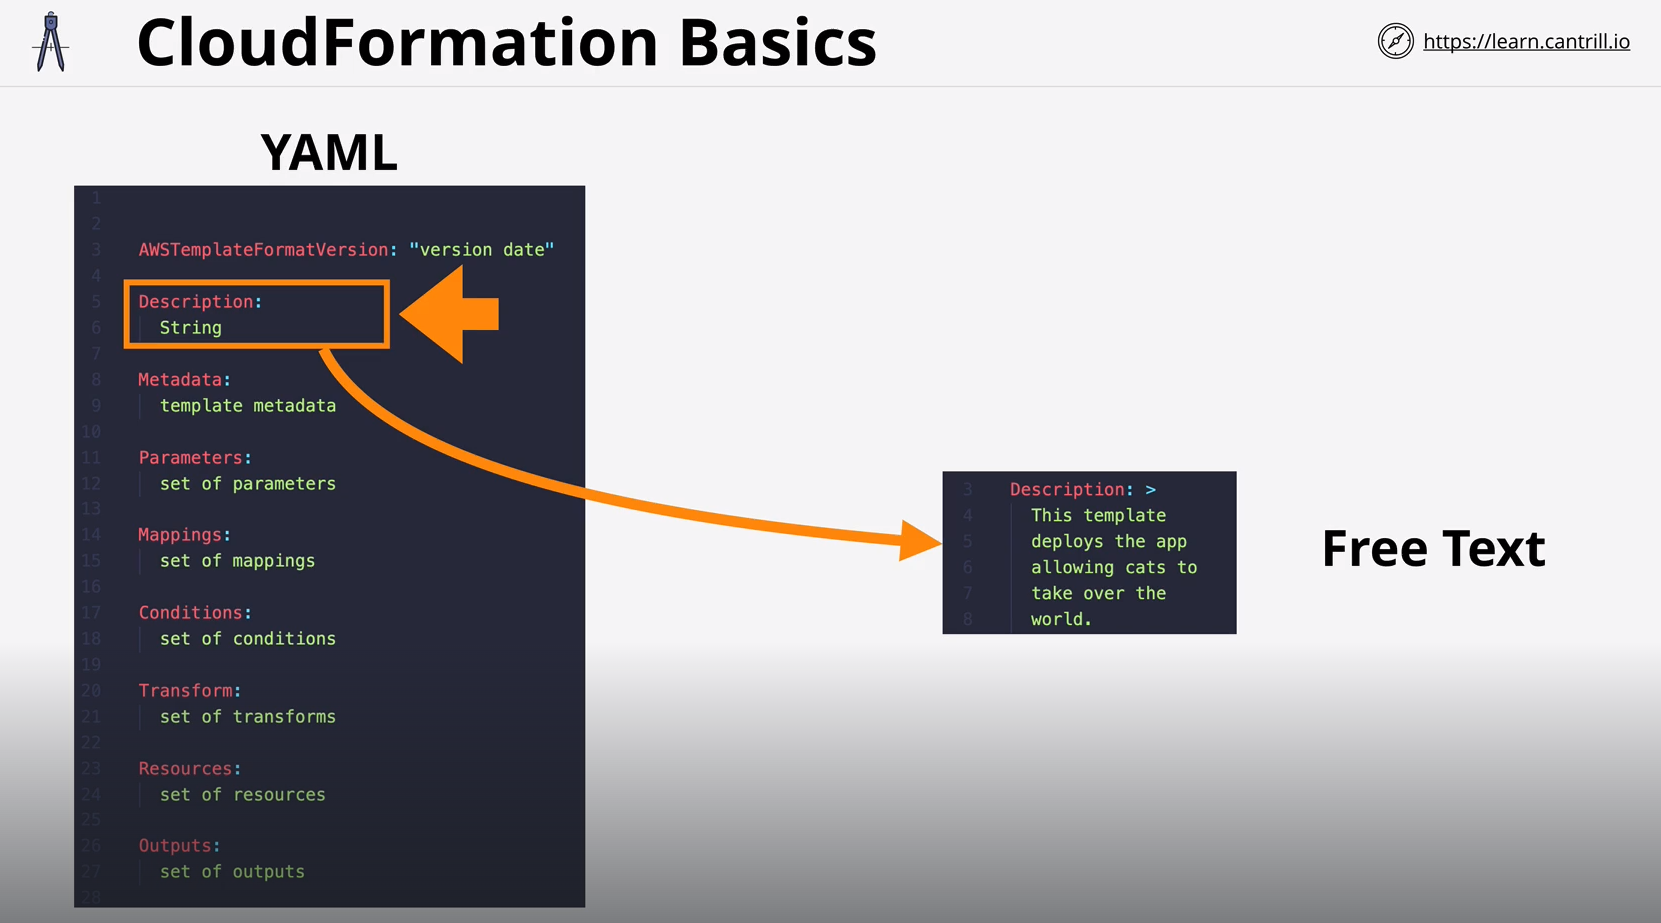 CloudFormation Basics
https://learn.cantrill.io
YAML
1
2
3 AWSTemplateFormatVersion: "version date"
4
5 Description:
6 String
7
8 Metadata:
9 template metadata
10
11 Parameters:
12 set of parameters
13
14 Mappings:
15 set of mappings
16
17 Conditions:
18 set of conditions
19
20 Transform:
21 set of transforms
22
23 Resources:
24 set of resources
25
26 Outputs:
27 set of outputs
28
3 Description: >
4 This template
5 deploys the app
6 allowing cats to
7 take over the
8 world.
Free Text